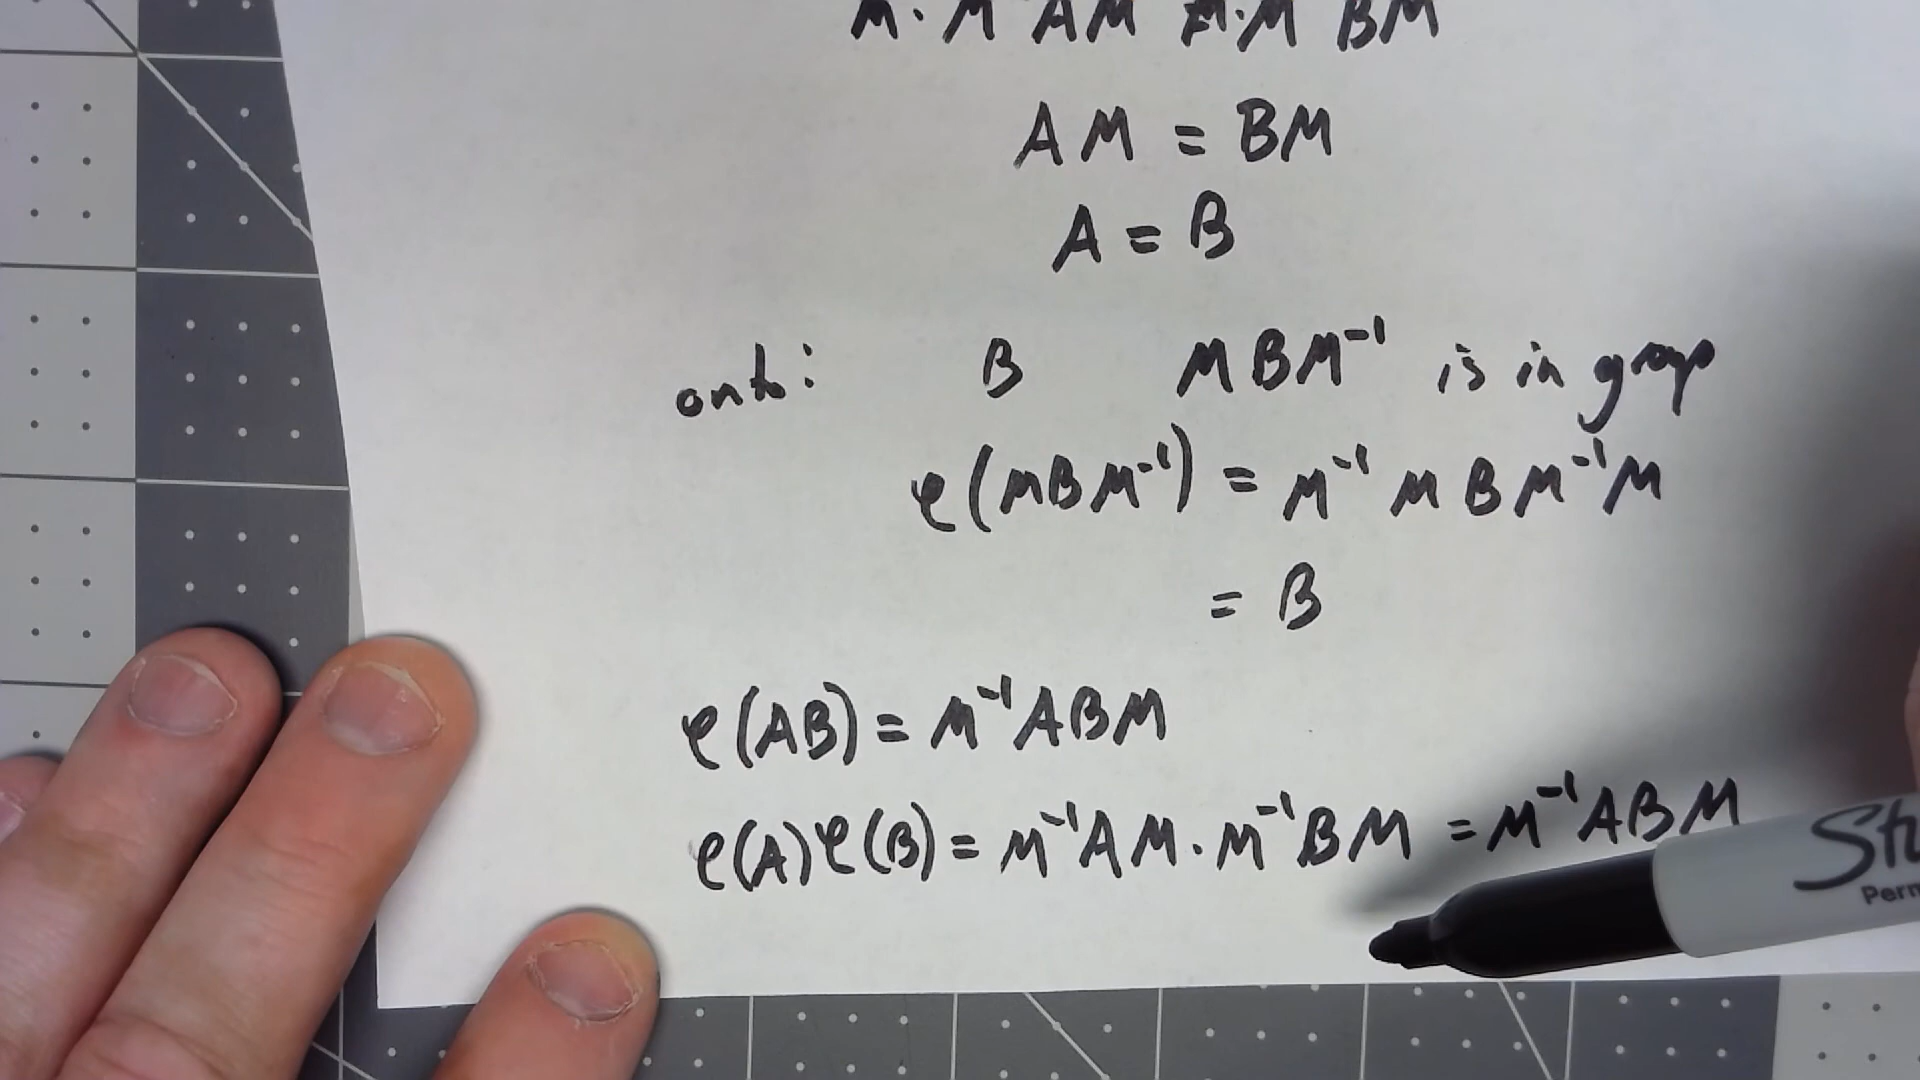 AM = BM
A = B
onto: B MBM⁻¹ is in group
φ(MBM⁻¹) = M⁻¹MBM⁻¹M
= B
φ(AB) = M⁻¹ABM
φ(A)φ(B) = M⁻¹AM·M⁻¹BM = M⁻¹ABM